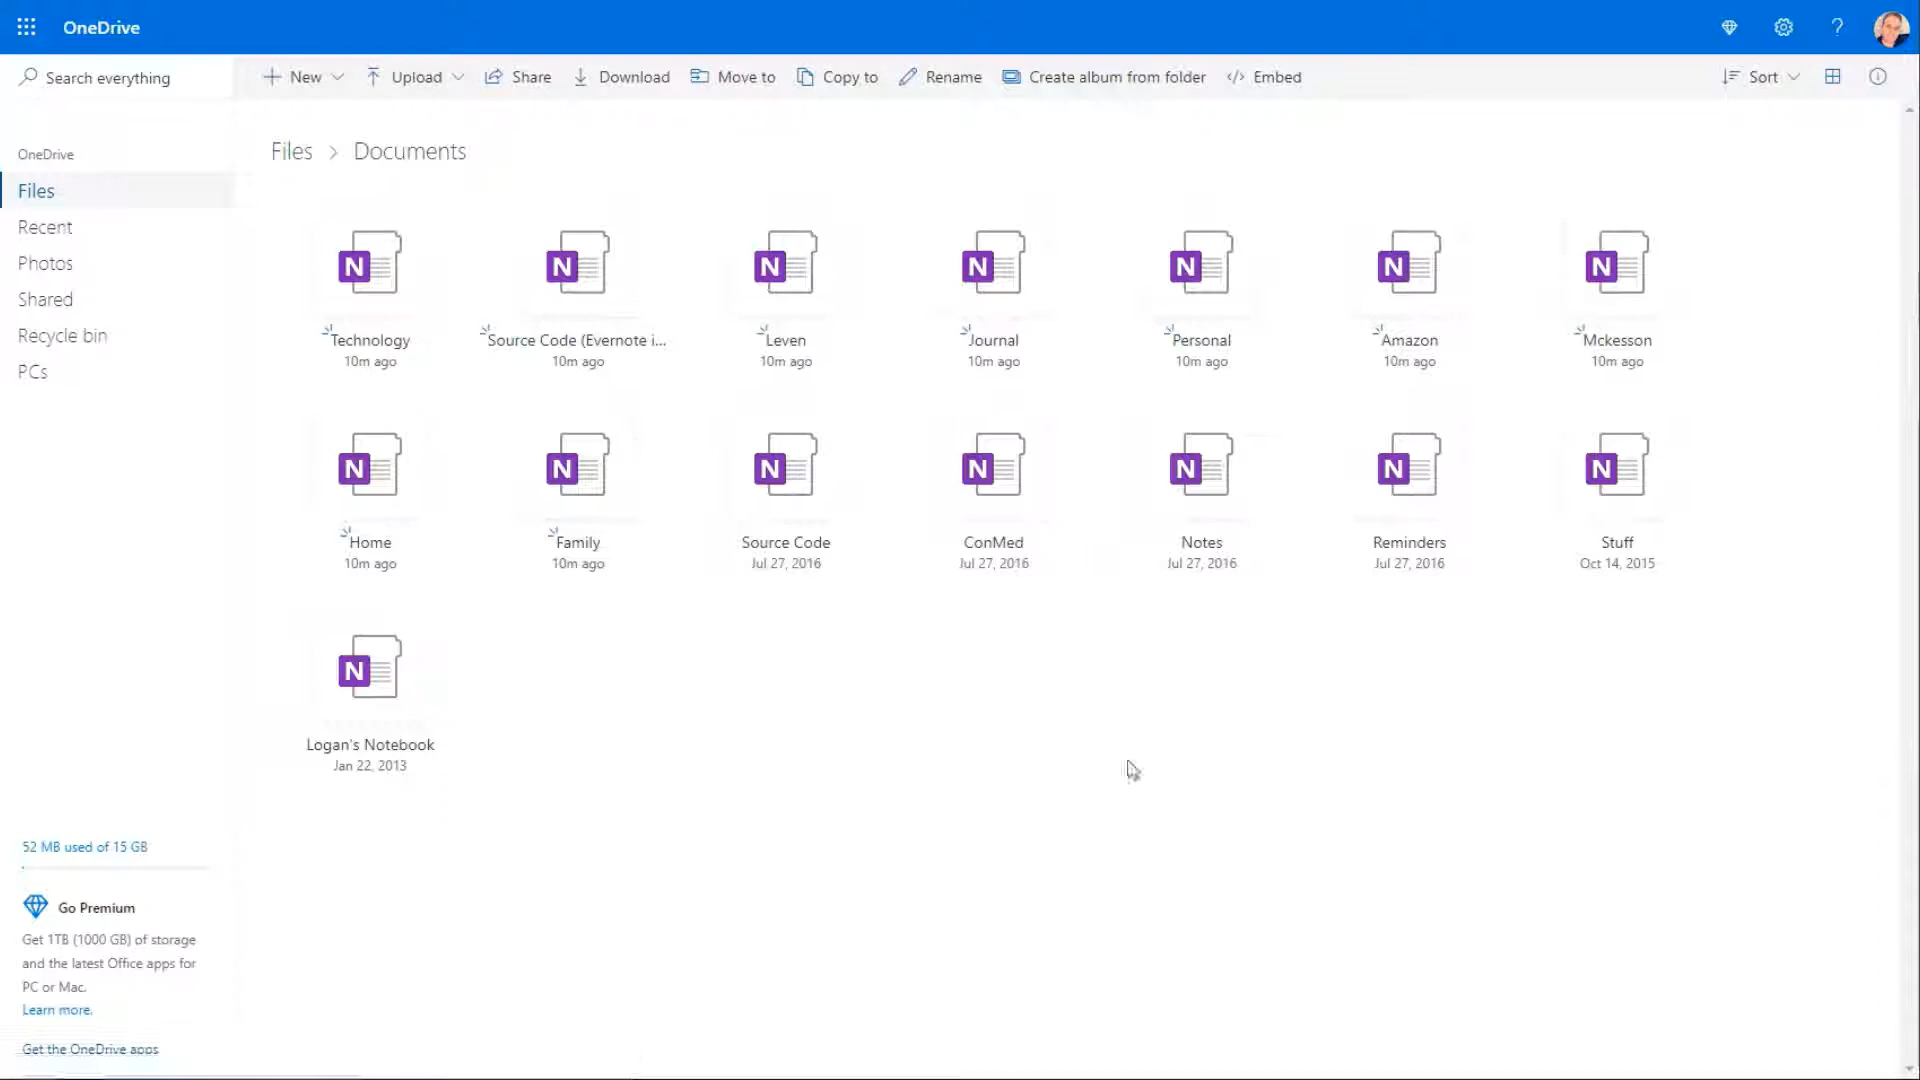 OneDrive
Search everything
New
Upload
Share
Download
Move to
Copy to
Rename
Create album from folder
Embed
Sort
OneDrive
Files
Recent
Photos
Shared
Recycle bin
PCs
Files > Documents
N
Technology
10m ago
N
Source Code (Evernote i...
10m ago
N
Leven
10m ago
N
Journal
10m ago
N
Personal
10m ago
N
Amazon
10m ago
N
Mckesson
10m ago
N
Home
10m ago
N
Family
10m ago
N
Source Code
Jul 27, 2016
N
ConMed
Jul 27, 2016
N
Notes
Jul 27, 2016
N
Reminders
Jul 27, 2016
N
Stuff
Oct 14, 2015
N
Logan's Notebook
Jan 22, 2013
52 MB used of 15 GB
Go Premium
Get 1TB (1000 GB) of storage
and the latest Office apps for
PC or Mac.
Learn more.
Get the OneDrive apps